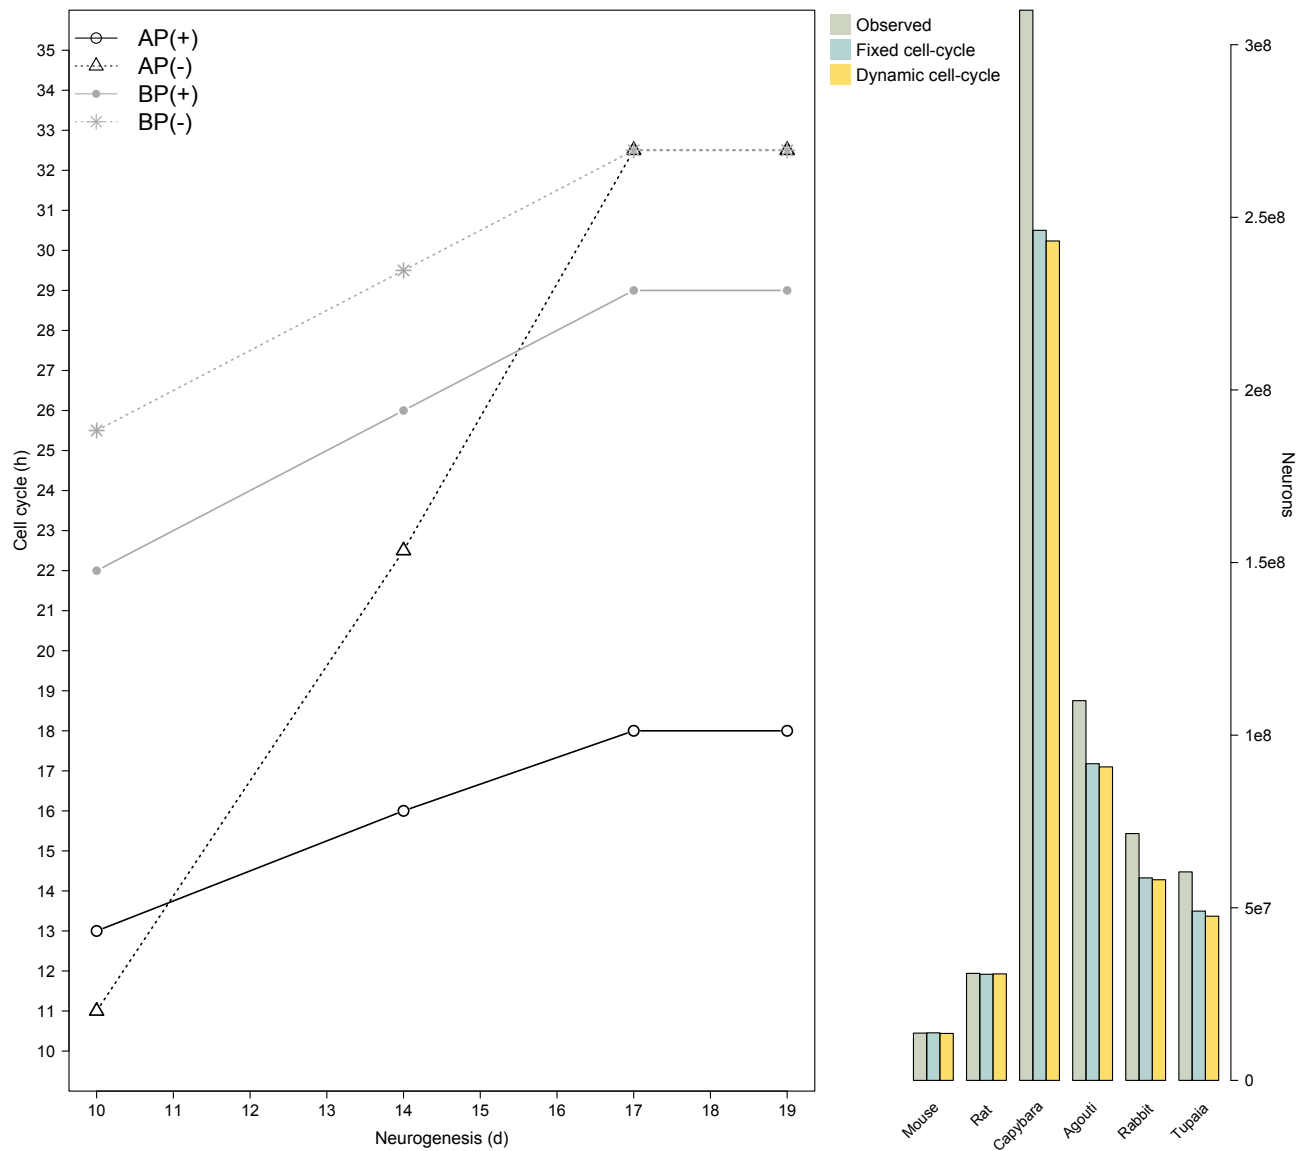 AP(+)
AP(-)
BP(+)
BP(-)
35
34
33
32
31
30
29
28
27
26
25
24
23
22
21
20
19
18
17
16
15
14
13
12
11
10
Cell cycle (h)
10
11
12
13
14
15
16
17
18
19
Neurogenesis (d)
Observed
Fixed cell-cycle
Dynamic cell-cycle
3e8
2.5e8
2e8
1.5e8
1e8
5e7
0
Neurons
Mouse
Rat
Capybara
Agouti
Rabbit
Tupaia